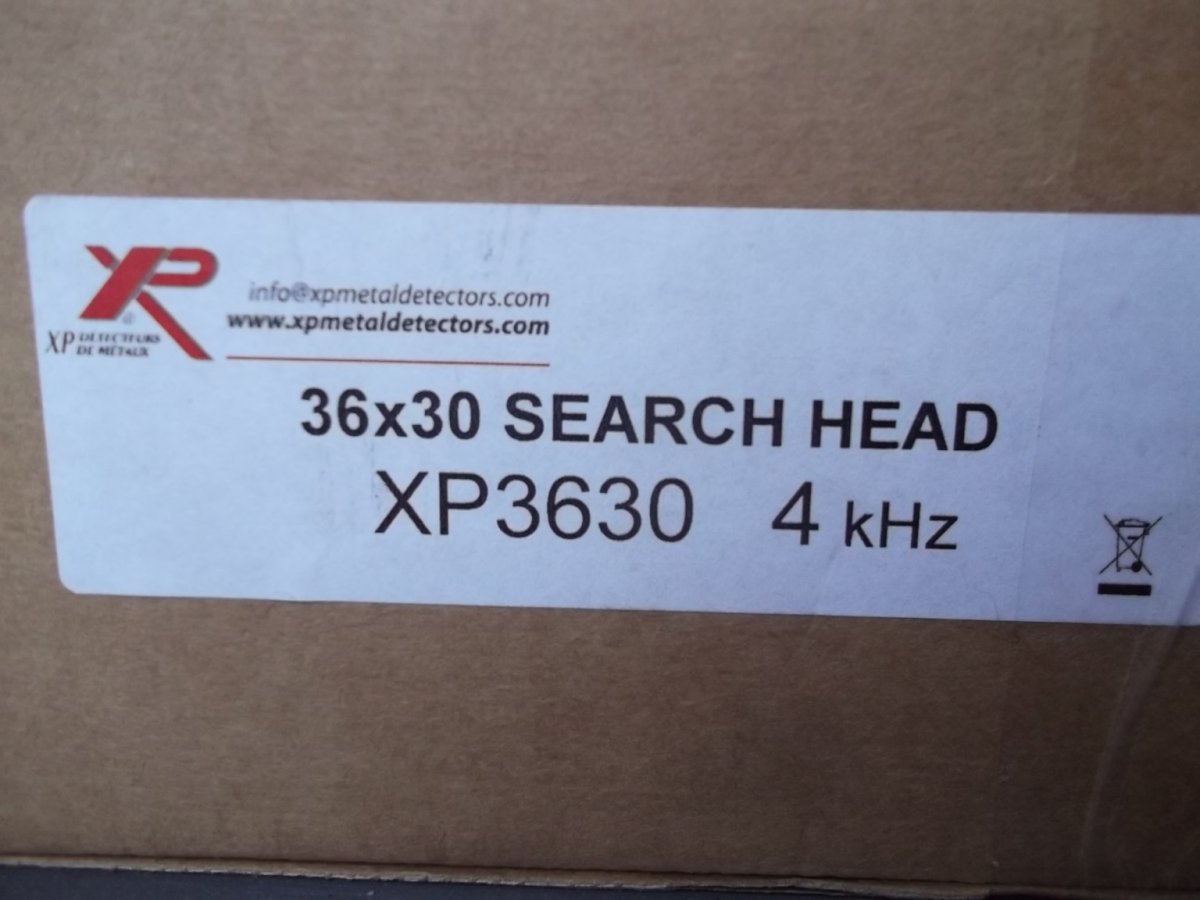 XP
info@xpmetaldetectors.com
www.xpmetaldetectors.com
XP DETECTEURS
DE MÉTAUX
36x30 SEARCH HEAD
XP3630 4 kHz